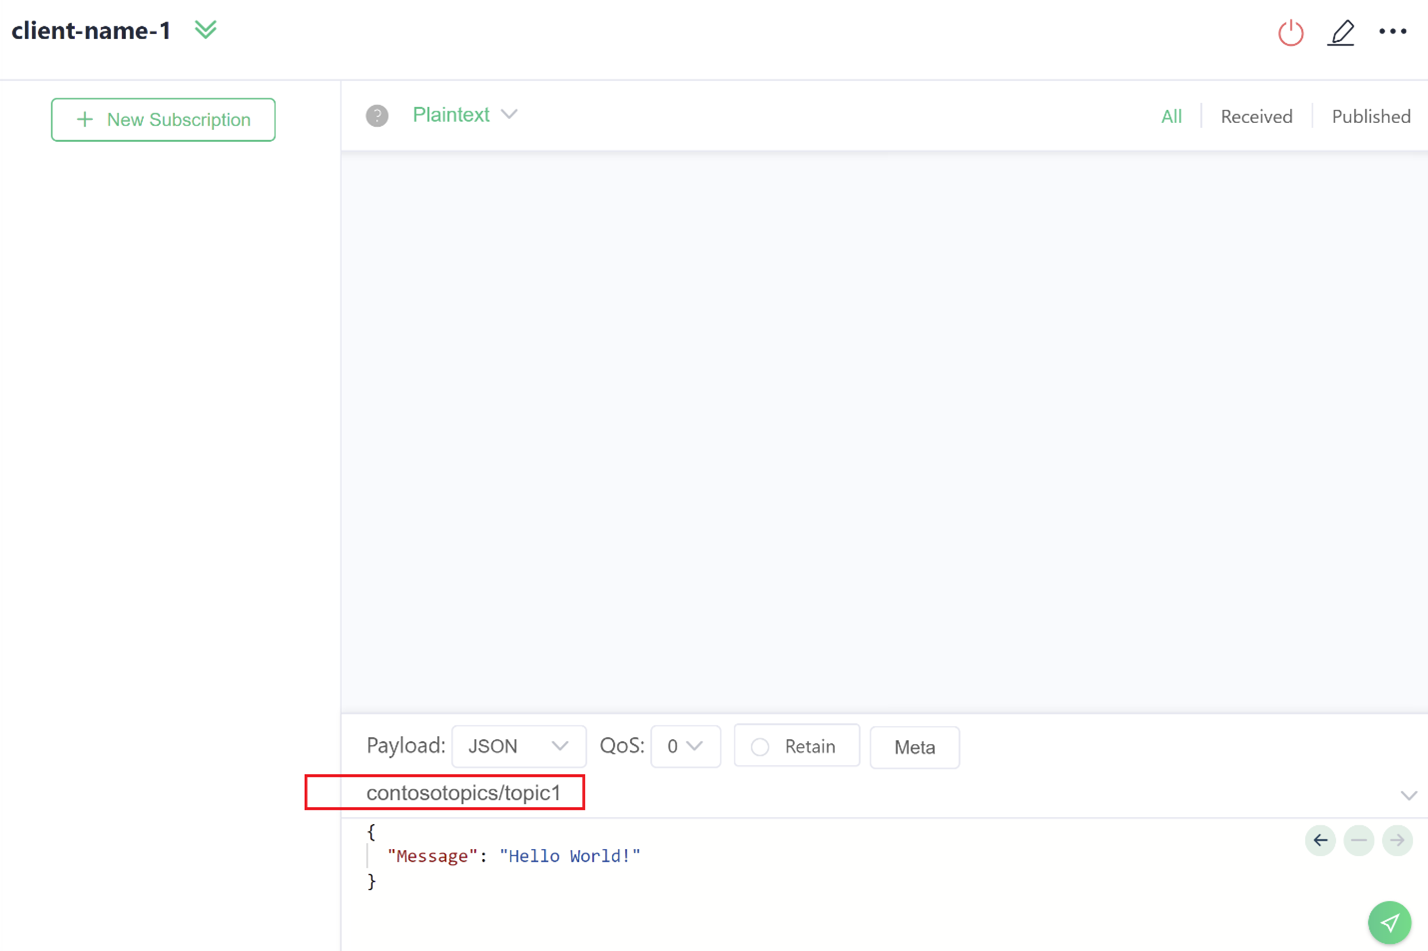 client-name-1
+ New Subscription
? Plaintext
All Received Published
Payload: JSON QoS: 0 Retain Meta
contosotopics/topic1
{
"Message": "Hello World!"
}